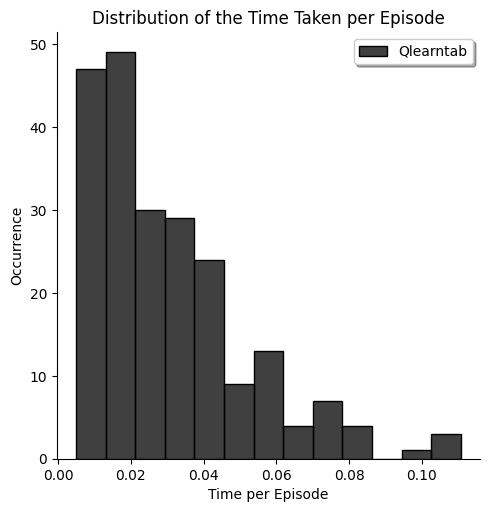 Distribution of the Time Taken per Episode
Qlearntab
50
40
30
20
10
0
Occurrence
0.00 0.02 0.04 0.06 0.08 0.10
Time per Episode